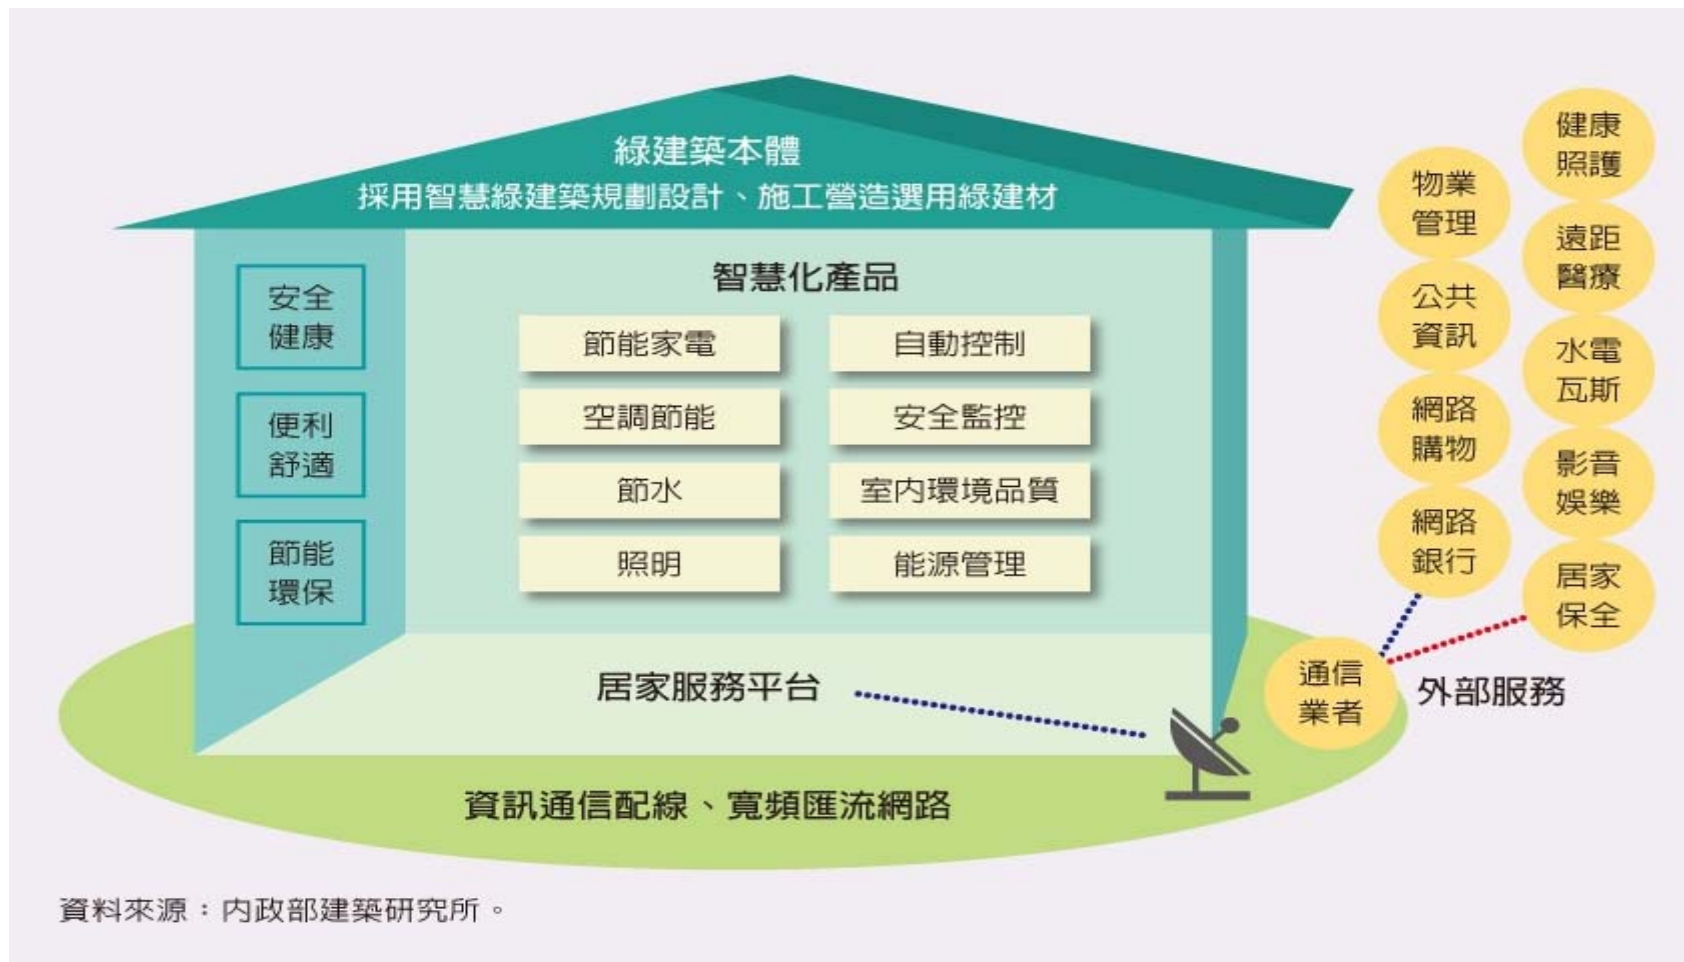 綠建築本體
採用智慧綠建築規劃設計、施工營造選用綠建材
安全
健康
便利
舒適
節能
環保
智慧化產品
節能家電
自動控制
空調節能
安全監控
節水
室內環境品質
照明
能源管理
居家服務平台
資訊通信配線、寬頻匯流網路
物業
管理
公共
資訊
網路
購物
網路
銀行
健康
照護
遠距
醫療
水電
瓦斯
影音
娛樂
居家
保全
通信
業者
外部服務
資料來源：內政部建築研究所。